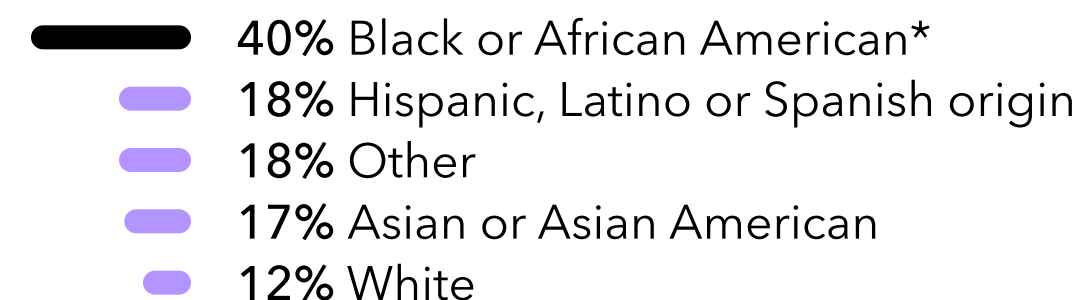 40% Black or African American*
18% Hispanic, Latino or Spanish origin
18% Other
17% Asian or Asian American
12% White